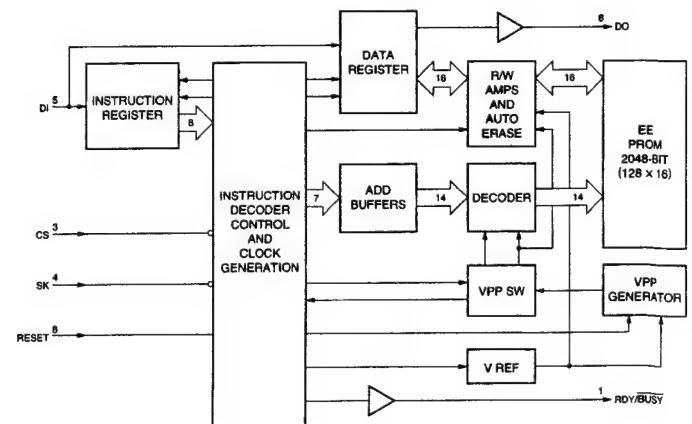 6
DO
DATA
REGISTER
5
DI
INSTRUCTION
REGISTER
8
16
R/W
AMPS
AND
AUTO
ERASE
16
EE
PROM
2048-BIT
(128 × 16)
INSTRUCTION
DECODER
CONTROL
AND
CLOCK
GENERATION
7
ADD
BUFFERS
14
DECODER
14
CS 3
SK 4
VPP SW
VPP
GENERATOR
RESET 8
V REF
1
RDY/BUSY